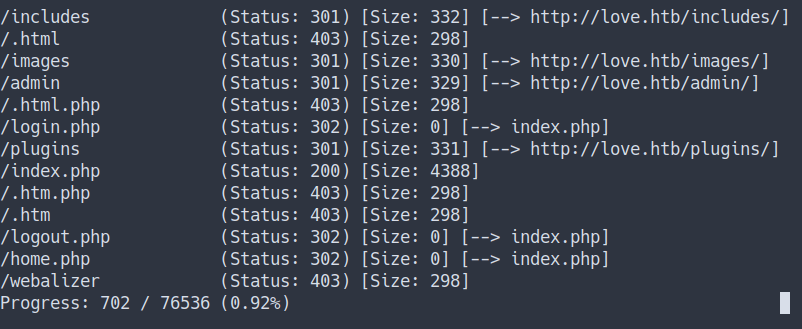 /includes             (Status: 301) [Size: 332] [--> http://love.htb/includes/]
/.html                (Status: 403) [Size: 298]
/images               (Status: 301) [Size: 330] [--> http://love.htb/images/]
/admin                (Status: 301) [Size: 329] [--> http://love.htb/admin/]
/.html.php            (Status: 403) [Size: 298]
/login.php            (Status: 302) [Size: 0] [--> index.php]
/plugins              (Status: 301) [Size: 331] [--> http://love.htb/plugins/]
/index.php            (Status: 200) [Size: 4388]
/.htm.php             (Status: 403) [Size: 298]
/.htm                 (Status: 403) [Size: 298]
/logout.php           (Status: 302) [Size: 0] [--> index.php]
/home.php             (Status: 302) [Size: 0] [--> index.php]
/webalizer            (Status: 403) [Size: 298]
Progress: 702 / 76536 (0.92%)